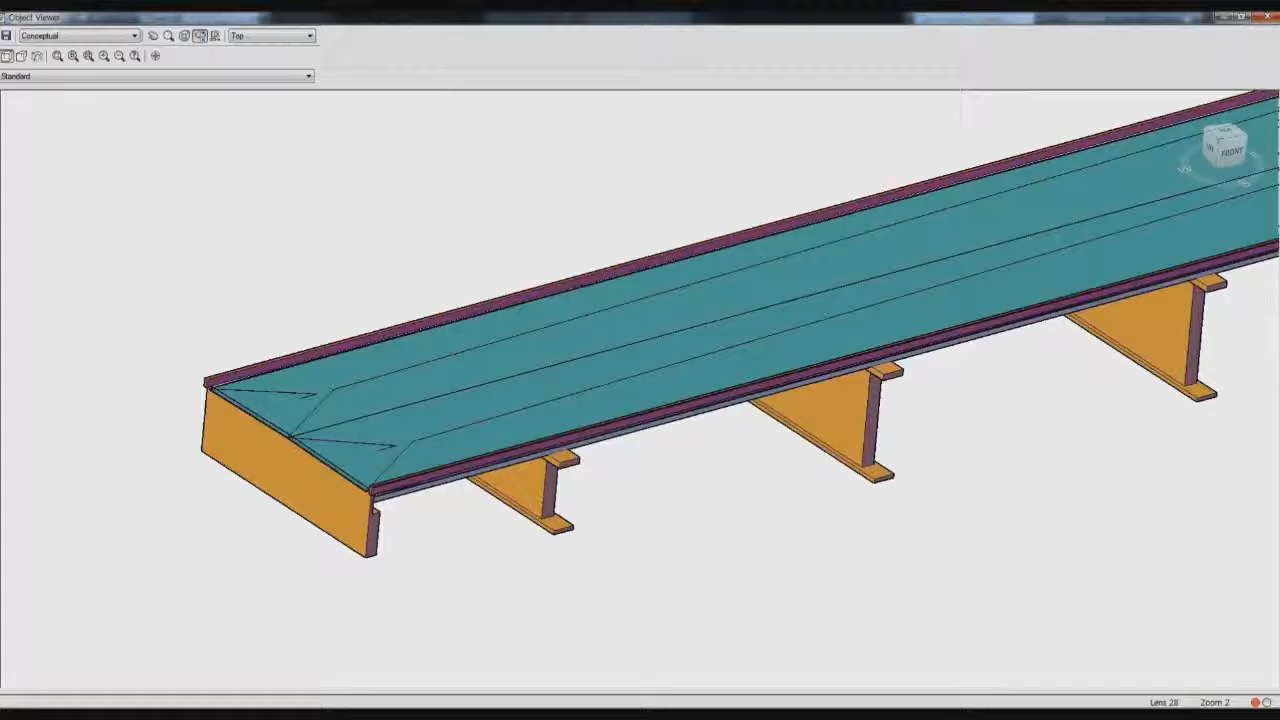 Object Viewer
Conceptual
Top
Standard
FRONT
Lens 28
Zoom 2